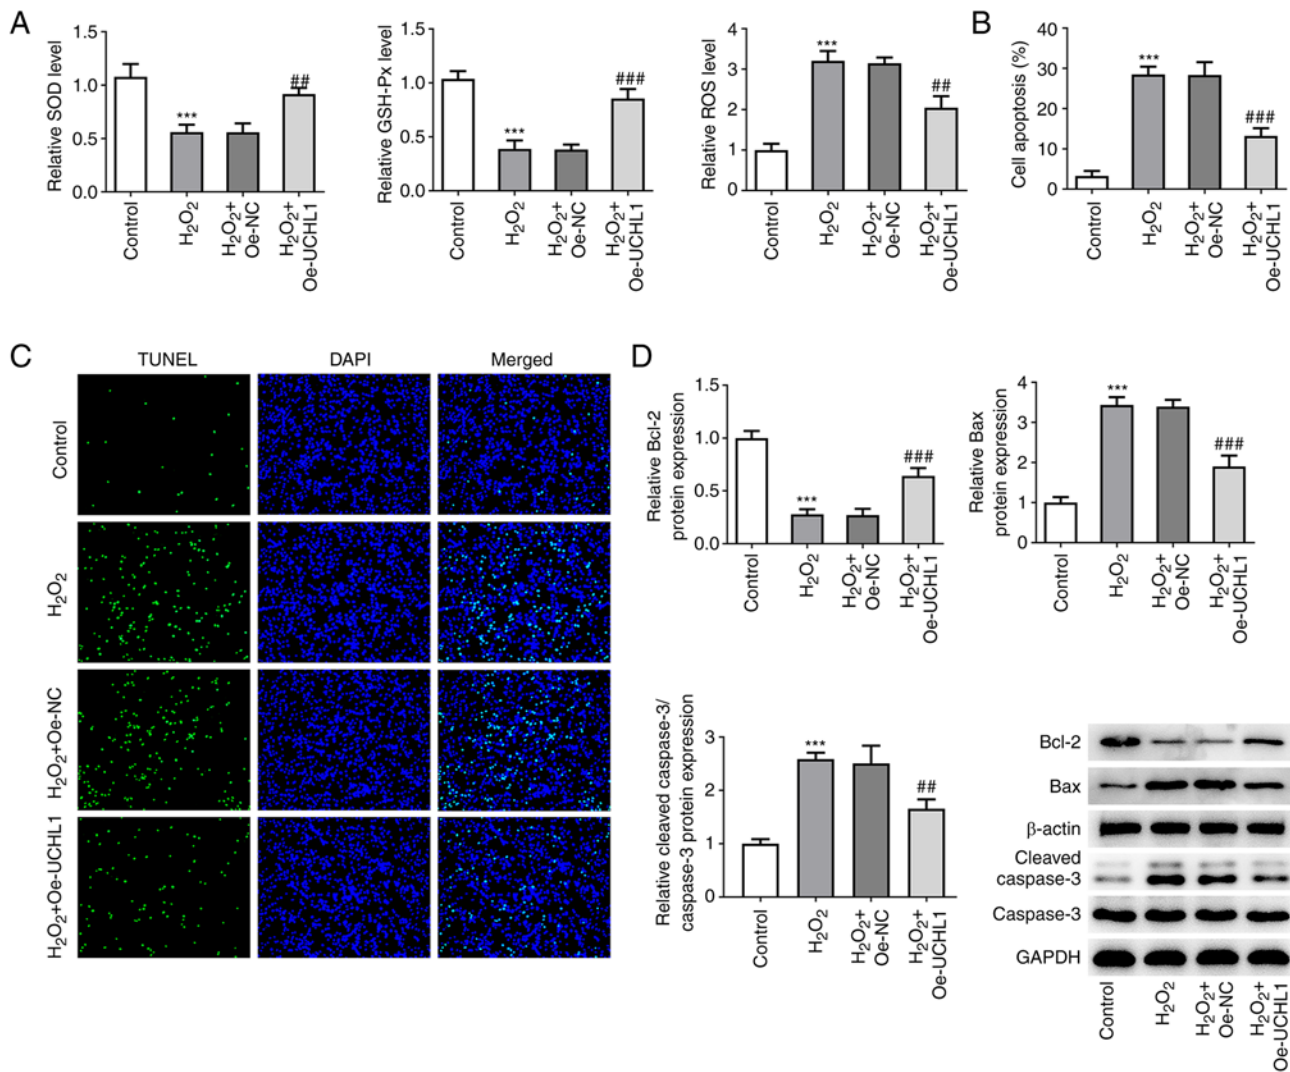 A
Relative SOD level
1.5
1.0
0.5
0.0
***
##
Control
H₂O₂
H₂O₂+
Oe-NC
H₂O₂+
Oe-UCHL1
Relative GSH-Px level
1.5
1.0
0.5
0.0
***
###
Control
H₂O₂
H₂O₂+
Oe-NC
H₂O₂+
Oe-UCHL1
Relative ROS level
4
3
2
1
0
***
##
Control
H₂O₂
H₂O₂+
Oe-NC
H₂O₂+
Oe-UCHL1
B
Cell apoptosis (%)
40
30
20
10
0
***
###
Control
H₂O₂
H₂O₂+
Oe-NC
H₂O₂+
Oe-UCHL1
C
TUNEL
DAPI
Merged
Control
H₂O₂
H₂O₂+Oe-NC
H₂O₂+Oe-UCHL1
D
Relative Bcl-2
protein expression
1.5
1.0
0.5
0.0
***
###
Control
H₂O₂
H₂O₂+
Oe-NC
H₂O₂+
Oe-UCHL1
Relative Bax
protein expression
4
3
2
1
0
***
###
Control
H₂O₂
H₂O₂+
Oe-NC
H₂O₂+
Oe-UCHL1
Relative cleaved caspase-3/
caspase-3 protein expression
3
2
1
0
***
##
Control
H₂O₂
H₂O₂+
Oe-NC
H₂O₂+
Oe-UCHL1
Bcl-2
Bax
β-actin
Cleaved
caspase-3
Caspase-3
GAPDH
Control
H₂O₂
H₂O₂+
Oe-NC
H₂O₂+
Oe-UCHL1